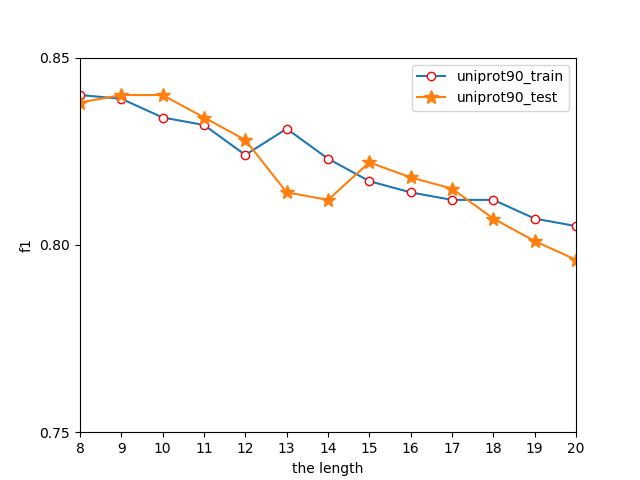 0.85
uniprot90_train
uniprot90_test
f1
0.80
0.75
8 9 10 11 12 13 14 15 16 17 18 19 20
the length